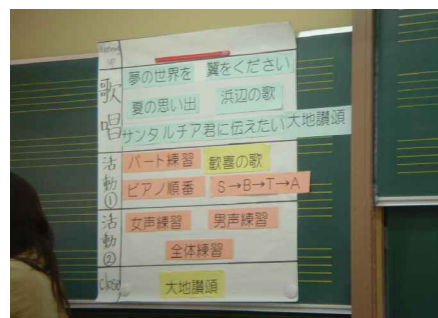 歌唱
夢の世界を 翼をください
夏の思い出 浜辺の歌
サンタルチア 君に伝えたい 大地讃頌
活動① パート練習 歓喜の歌
ピアノ順番 S→B→T→A
活動② 女声練習 男声練習
全体練習
close 大地讃頌